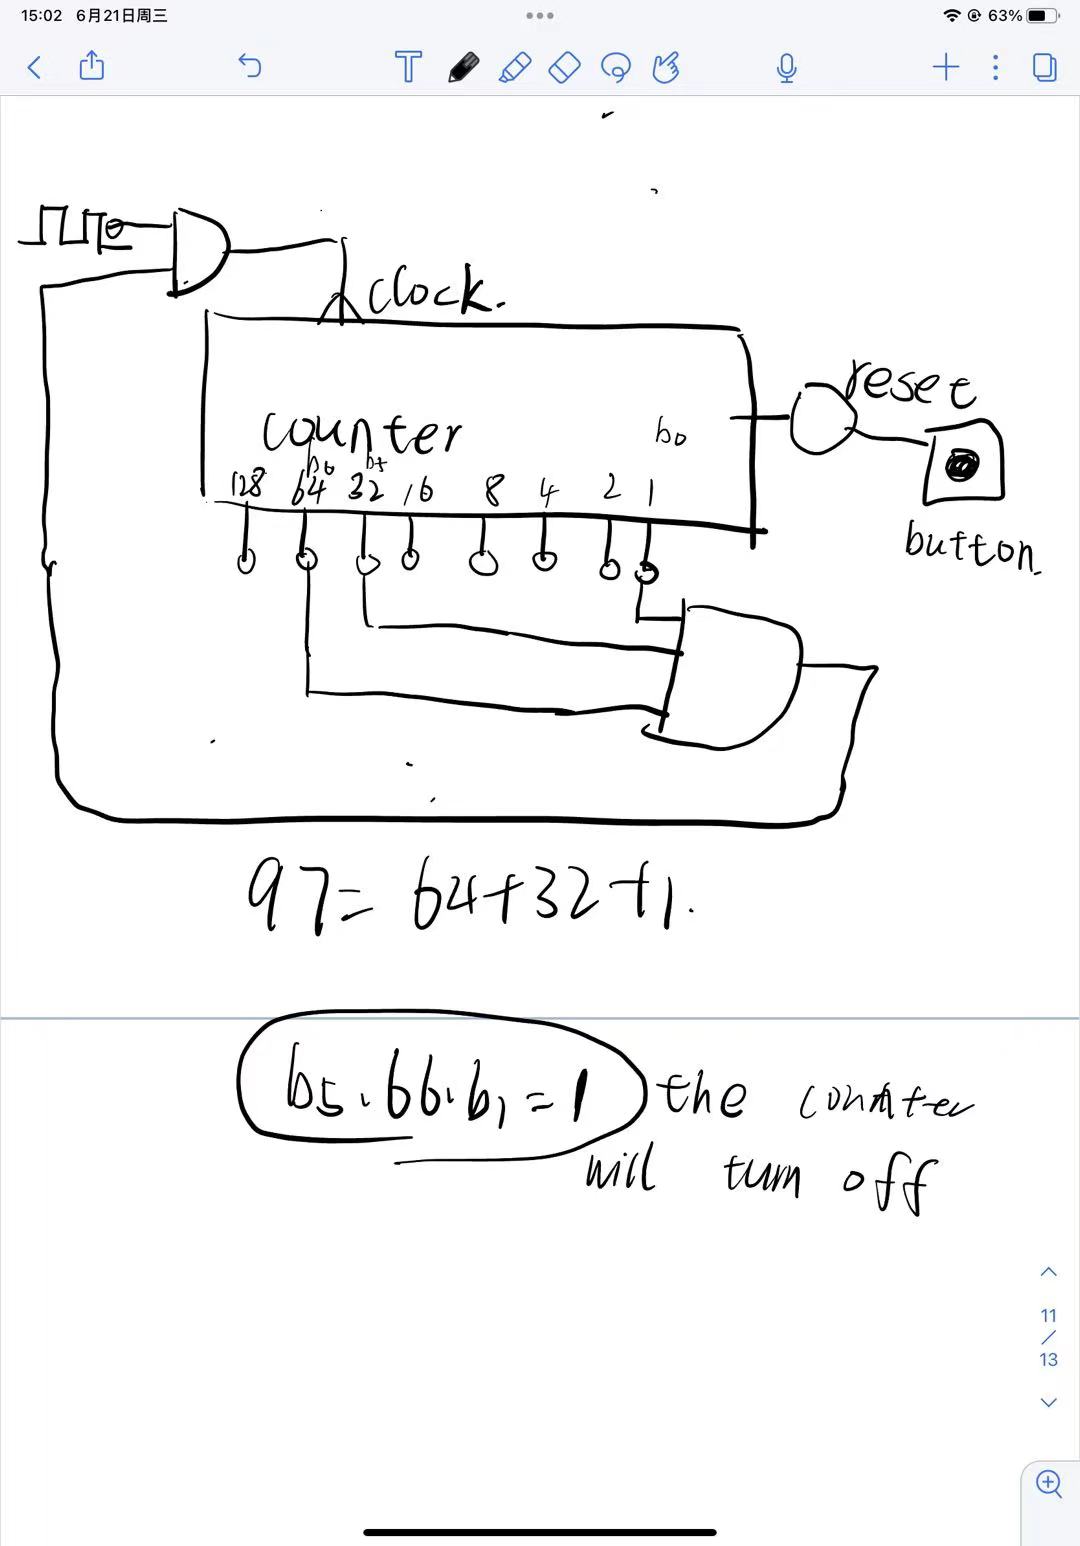 15:02 6月21日周三
63%
T
clock.
reset
counter
b0
b6 b5
128 64 32 16 8 4 2 1
button.
97= 64+32+1.
b5.b6.b1=1 the counter
will turn off
11
/
13